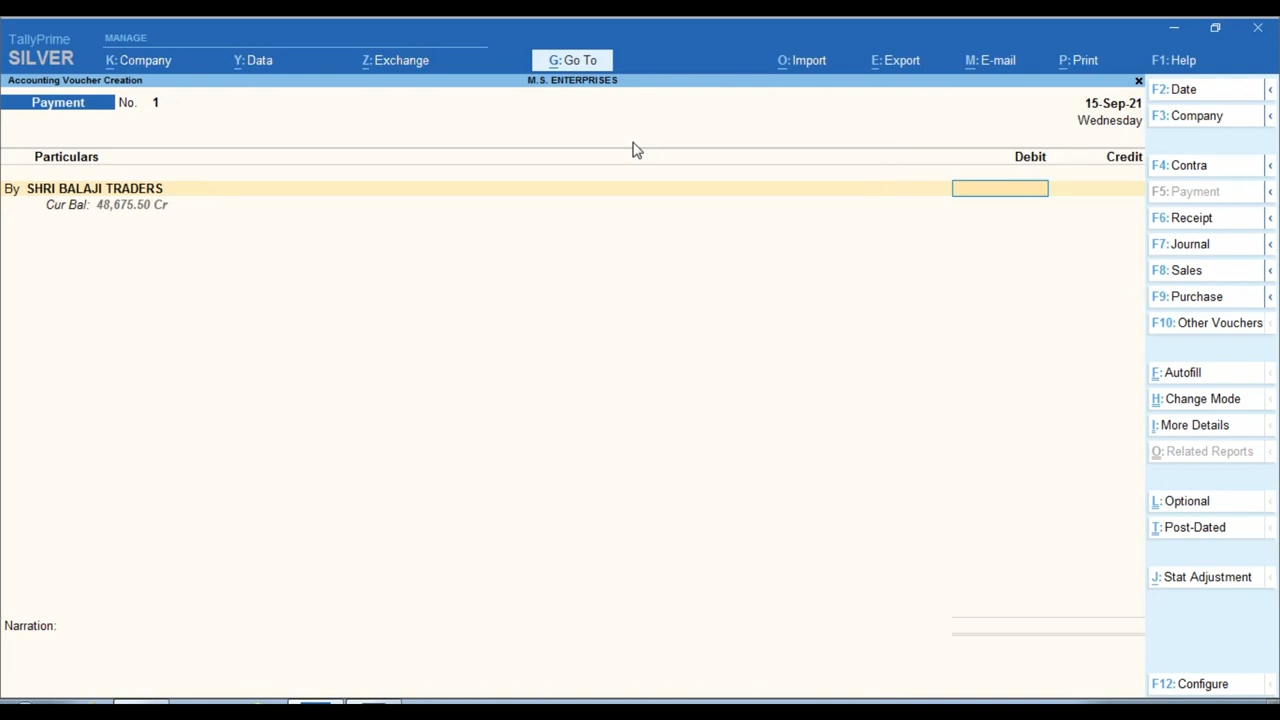 TallyPrime
SILVER
MANAGE
K: Company
Y: Data
Z: Exchange
G: Go To
O: Import
E: Export
M: E-mail
P: Print
F1: Help
Accounting Voucher Creation
M.S. ENTERPRISES
Payment
No. 1
15-Sep-21
Wednesday
Particulars
Debit
Credit
By SHRI BALAJI TRADERS
Cur Bal: 48,675.50 Cr
Narration:
F2: Date
F3: Company
F4: Contra
F5: Payment
F6: Receipt
F7: Journal
F8: Sales
F9: Purchase
F10: Other Vouchers
F: Autofill
H: Change Mode
I: More Details
O: Related Reports
L: Optional
T: Post-Dated
J: Stat Adjustment
F12: Configure